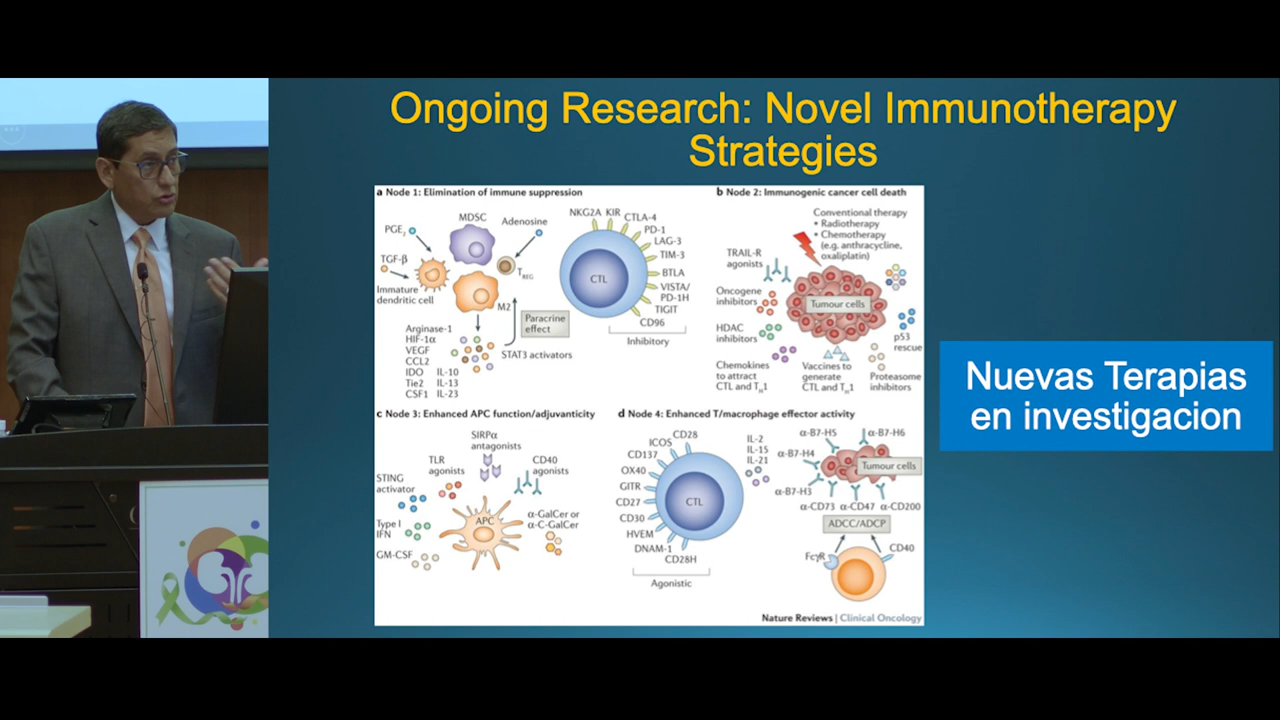 Ongoing Research: Novel Immunotherapy
Strategies
a Node 1: Elimination of immune suppression
PGE2
MDSC
Adenosine
TGF-β
TREG
Immature
dendritic cell
M2
Paracrine
effect
STAT3 activators
Arginase-1
HIF-1α
VEGF
CCL2
IDO IL-10
Tie2 IL-13
CSF1 IL-23
NKG2A KIR CTLA-4
PD-1
LAG-3
TIM-3
CTL
BTLA
VISTA/
PD-1H
TIGIT
CD96
Inhibitory
b Node 2: Immunogenic cancer cell death
Conventional therapy
• Radiotherapy
• Chemotherapy
(e.g. anthracycline,
oxaliplatin)
TRAIL-R
agonists
Oncogene
inhibitors
Tumour cells
HDAC
inhibitors
p53
rescue
Chemokines
to attract
CTL and TH1
Vaccines to
generate
CTL and TH1
Proteasome
inhibitors
c Node 3: Enhanced APC function/adjuvanticity
SIRPα
antagonists
TLR
agonists
CD40
agonists
STING
activator
APC
α-GalCer or
α-C-GalCer
Type I
IFN
GM-CSF
d Node 4: Enhanced T/macrophage effector activity
CD28
ICOS
CD137
OX40
GITR
CD27
CD30
HVEM
DNAM-1
CD28H
CTL
Agonistic
IL-2
IL-15
IL-21
α-B7-H5
α-B7-H6
α-B7-H4
Tumour cells
α-B7-H3
α-CD73 α-CD47 α-CD200
ADCC/ADCP
FcγR
CD40
Nature Reviews | Clinical Oncology
Nuevas Terapias
en investigacion